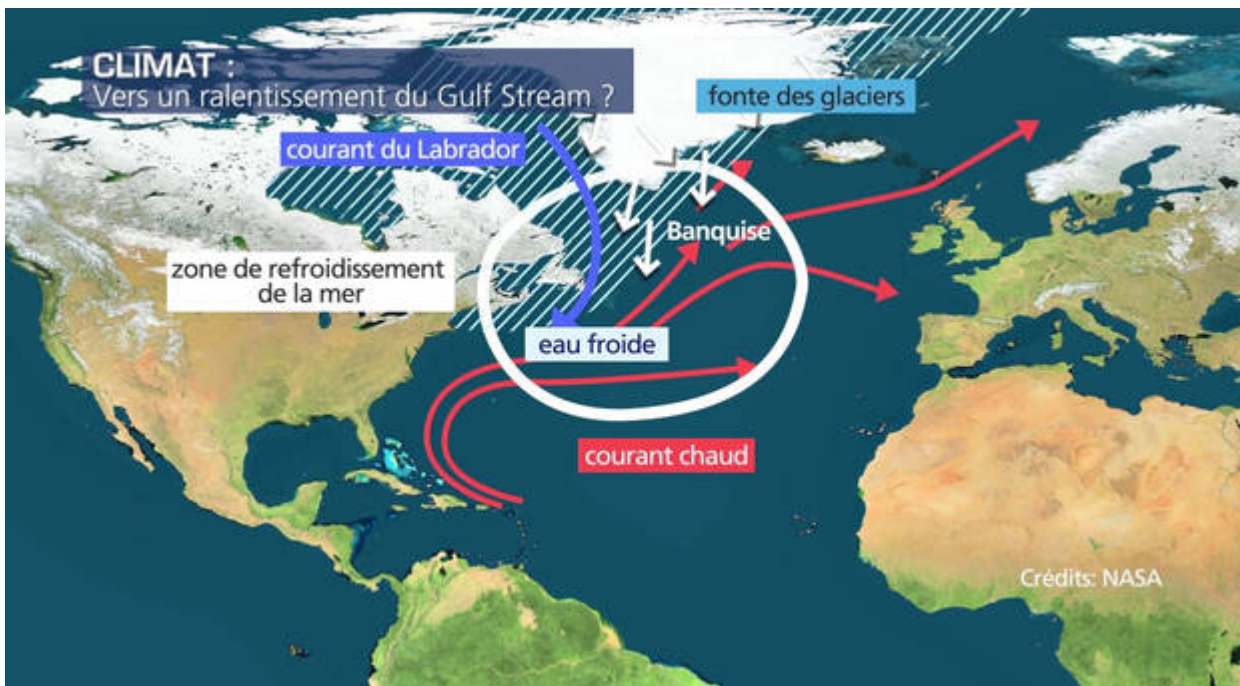 CLIMAT :
Vers un ralentissement du Gulf Stream ?
fonte des glaciers
courant du Labrador
Banquise
zone de refroidissement
de la mer
eau froide
courant chaud
Crédits: NASA